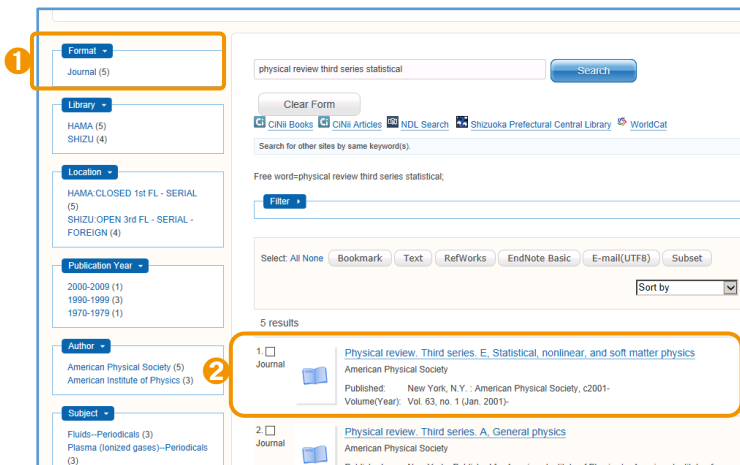 1
Format
Journal (5)
Library
HAMA (5)
SHIZU (4)
Location
HAMA:CLOSED 1st FL - SERIAL
(5)
SHIZU:OPEN 3rd FL - SERIAL -
FOREIGN (4)
Publication Year
2000-2009 (1)
1990-1999 (3)
1970-1979 (1)
Author
American Physical Society (5)
American Institute of Physics (3)
Subject
Fluids--Periodicals (3)
Plasma (Ionized gases)--Periodicals
(3)
physical review third series statistical
Search
Clear Form
CiNii Books CiNii Articles NDL Search Shizuoka Prefectural Central Library WorldCat
Search for other sites by same keyword(s).
Free word=physical review third series statistical;
Filter
Select: All None Bookmark Text RefWorks EndNote Basic E-mail(UTF8) Subset
Sort by
5 results
2
1.
Journal
Physical review. Third series. E, Statistical, nonlinear, and soft matter physics
American Physical Society
Published: New York, N.Y. : American Physical Society, c2001-
Volume(Year): Vol. 63, no. 1 (Jan. 2001)-
2.
Journal
Physical review. Third series. A, General physics
American Physical Society